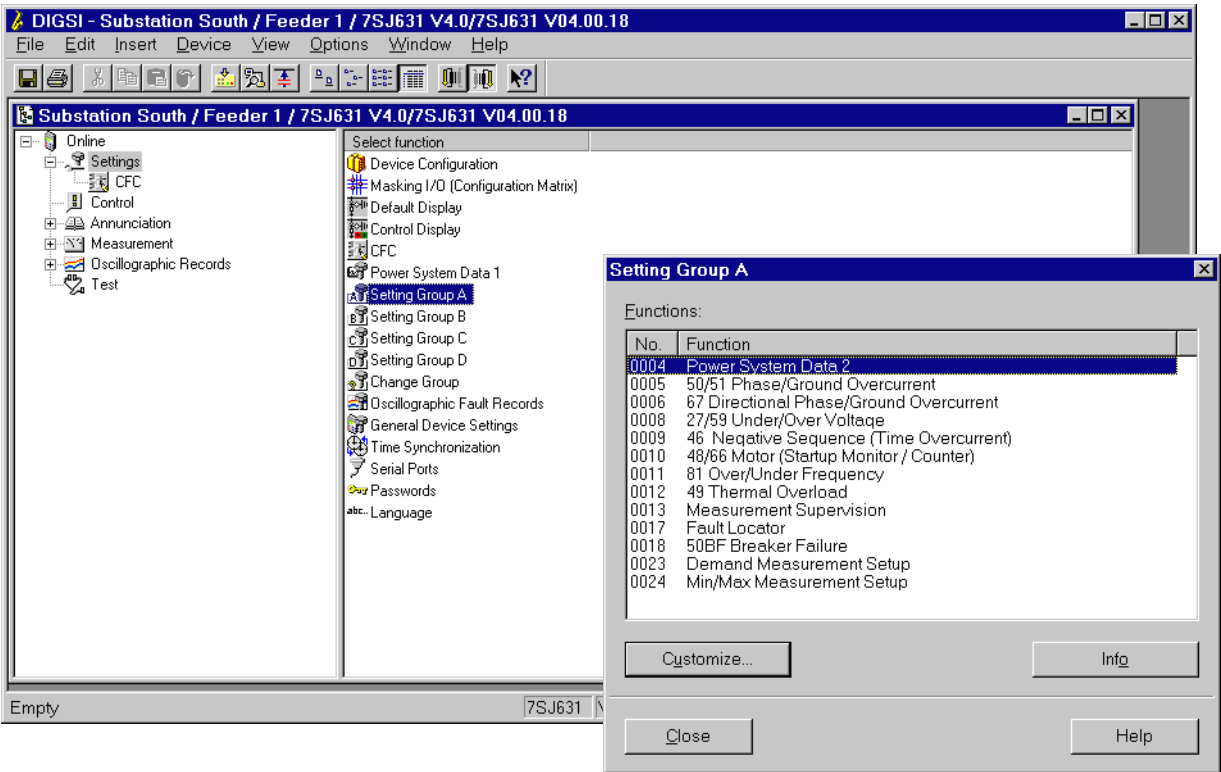 DIGSI - Substation South / Feeder 1 / 7SJ631 V4.0/7SJ631 V04.00.18
File Edit Insert Device View Options Window Help
Substation South / Feeder 1 / 7SJ631 V4.0/7SJ631 V04.00.18
Online
Settings
CFC
Control
Annunciation
Measurement
Oscillographic Records
Test
Select function
Device Configuration
Masking I/O (Configuration Matrix)
Default Display
Control Display
CFC
Power System Data 1
Setting Group A
Setting Group B
Setting Group C
Setting Group D
Change Group
Oscillographic Fault Records
General Device Settings
Time Synchronization
Serial Ports
Passwords
abc.. Language
Empty
7SJ631
Setting Group A
Functions:
No. Function
0004 Power System Data 2
0005 50/51 Phase/Ground Overcurrent
0006 67 Directional Phase/Ground Overcurrent
0008 27/59 Under/Over Voltage
0009 46 Negative Sequence (Time Overcurrent)
0010 48/66 Motor (Startup Monitor / Counter)
0011 81 Over/Under Frequency
0012 49 Thermal Overload
0013 Measurement Supervision
0017 Fault Locator
0018 50BF Breaker Failure
0023 Demand Measurement Setup
0024 Min/Max Measurement Setup
Customize... Info
Close Help